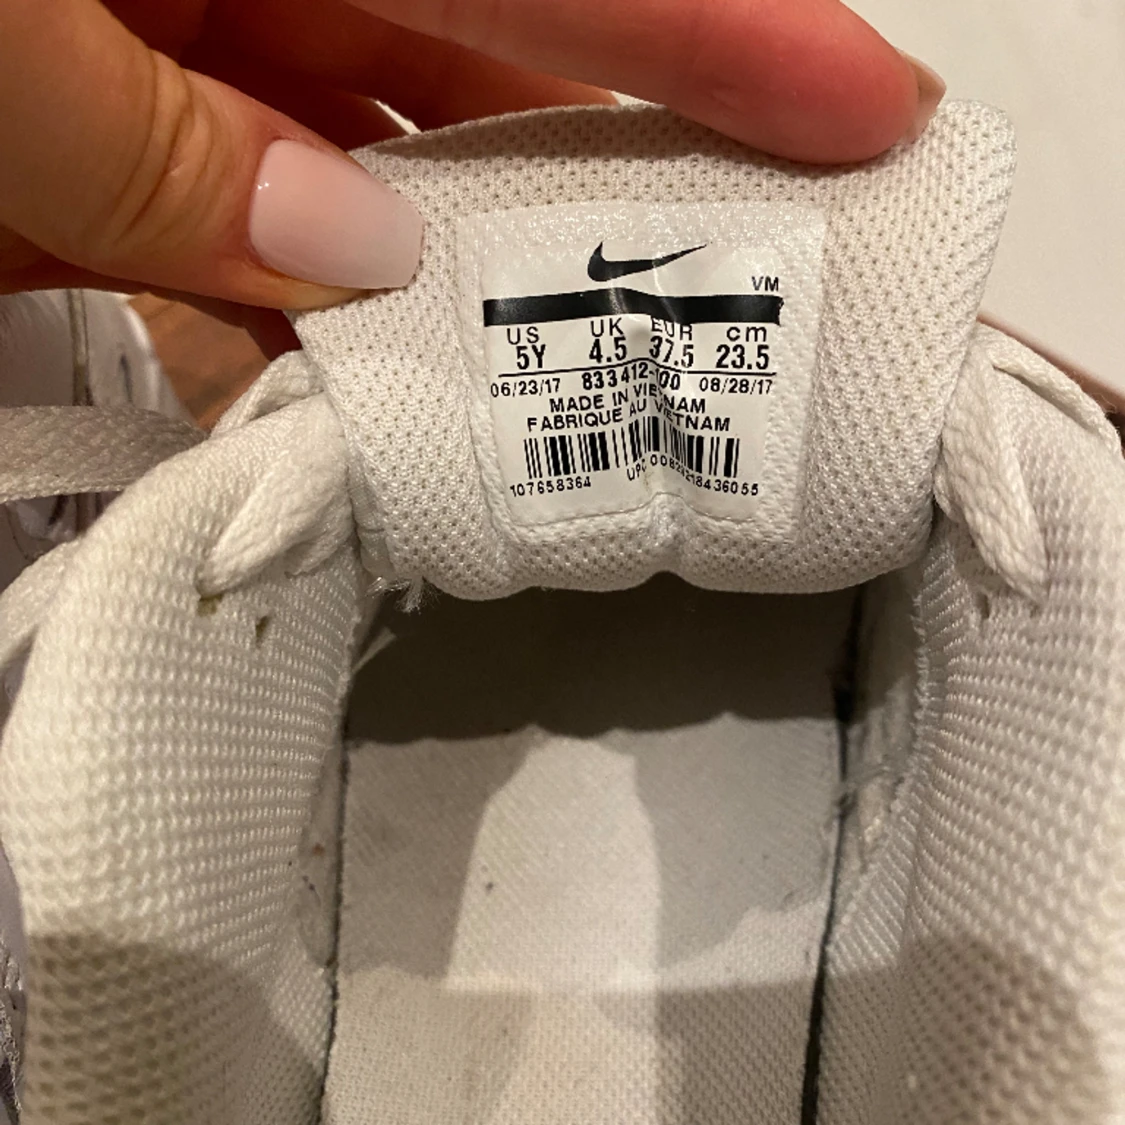 VM
US UK EUR cm
5Y 4.5 37.5 23.5
06/23/17 833412-100 08/28/17
MADE IN VIETNAM
FABRIQUE AU VIETNAM
107658364
UPC